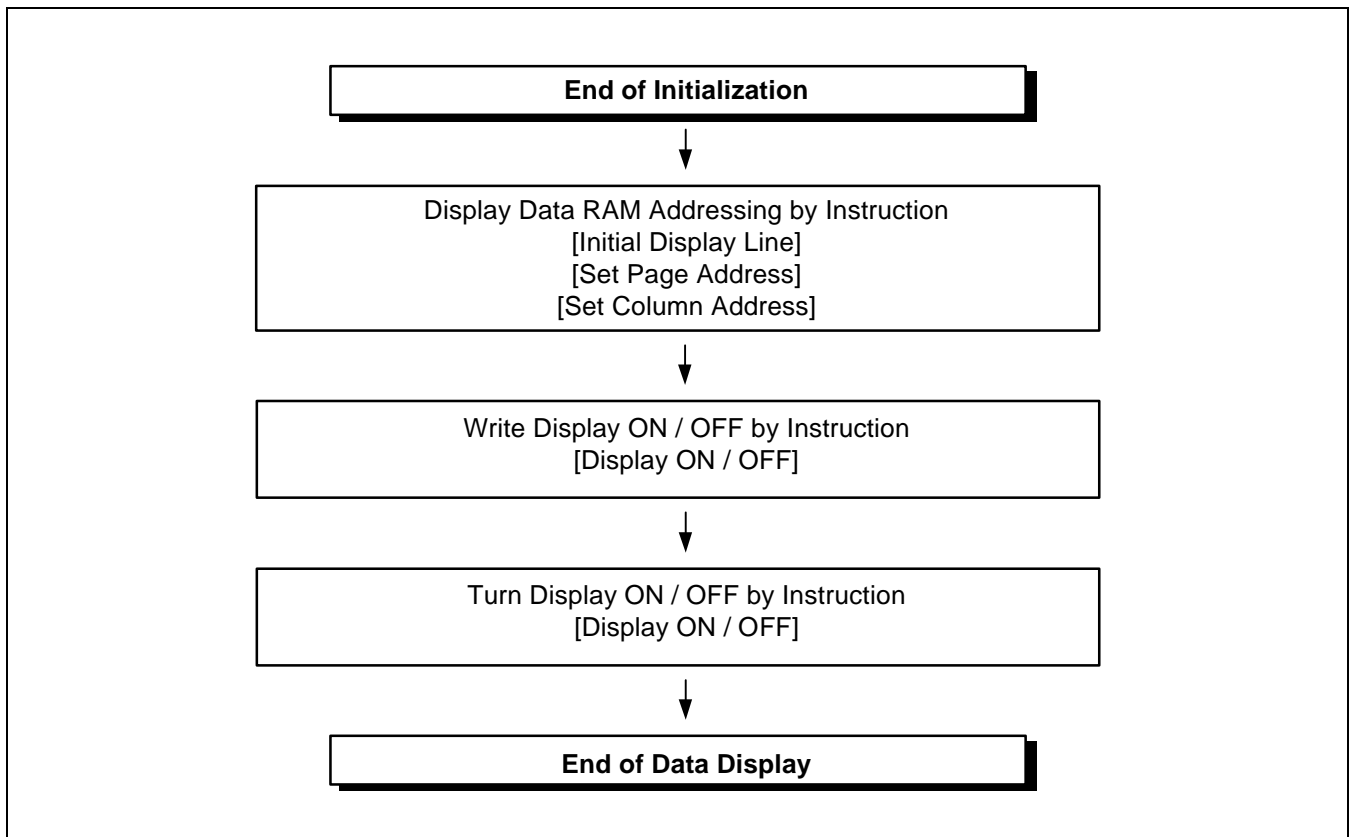 End of Initialization
Display Data RAM Addressing by Instruction
[Initial Display Line]
[Set Page Address]
[Set Column Address]
Write Display ON / OFF by Instruction
[Display ON / OFF]
Turn Display ON / OFF by Instruction
[Display ON / OFF]
End of Data Display